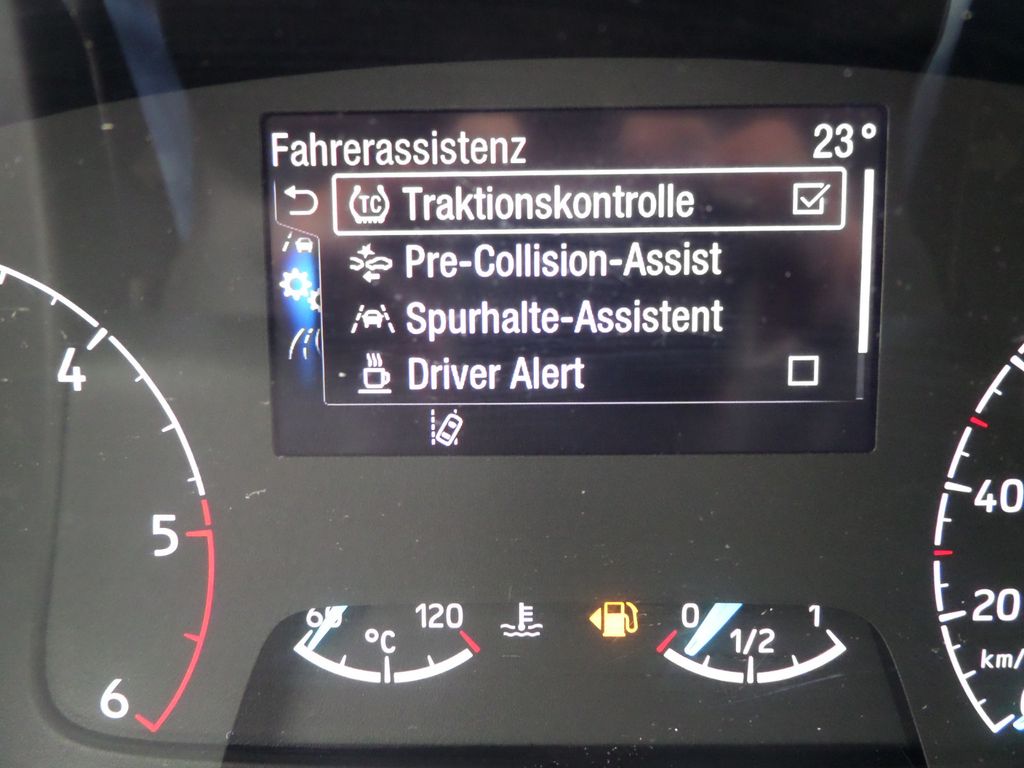 Fahrerassistenz 23°
TC Traktionskontrolle
Pre-Collision-Assist
Spurhalte-Assistent
Driver Alert
4
5
6
60 120
°C
0 1/2 1
40
20
km/